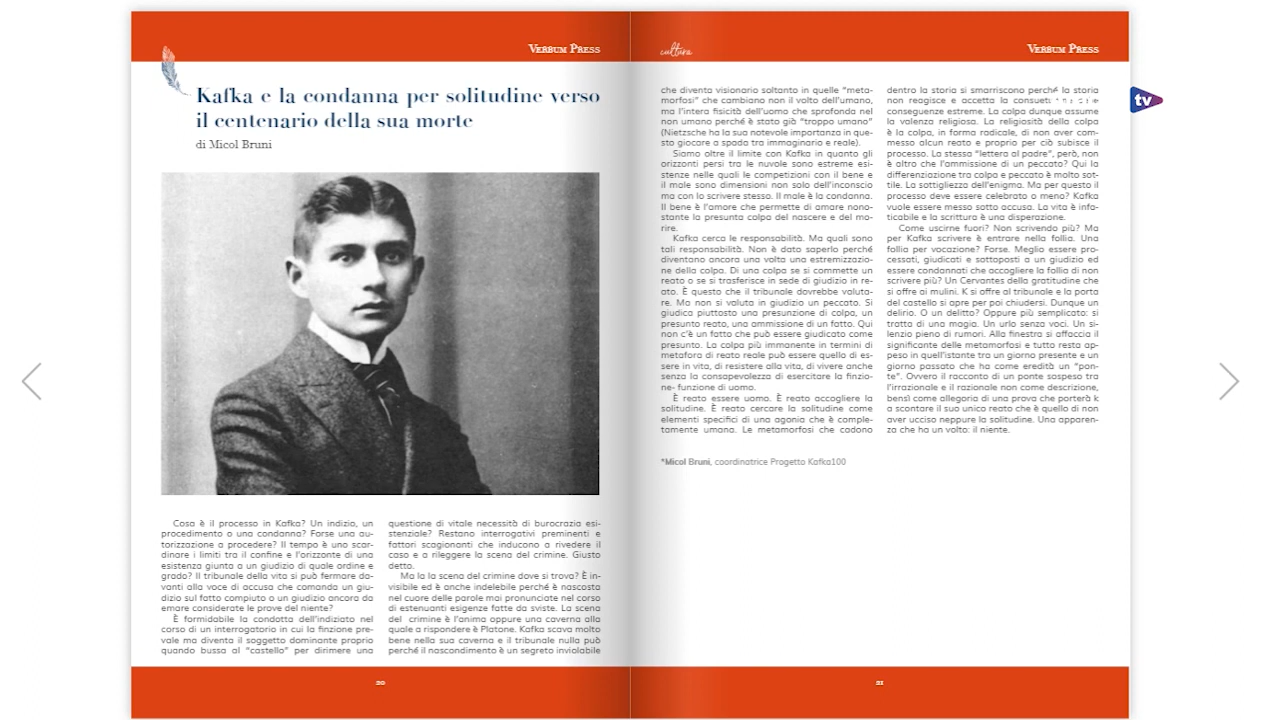 VERBUM PRESS
Kafka e la condanna per solitudine verso
il centenario della sua morte
di Micol Bruni
Cosa è il processo in Kafka? Un indizio, un
procedimento o una condanna? Forse una au-
torizzazione a procedere? Il tempo è uno scar-
dinare i limiti tra il confine e l'orizzonte di una
esistenza giunta a un giudizio di quale ordine e
grado? Il tribunale della vita si può fermare da-
vanti alla voce di accusa che comanda un giu-
dizio sul fatto compiuto o un giudizio ancora da
emare considerate le prove del niente?
È formidabile la condotta dell'indiziato nel
corso di un interrogatorio in cui la finzione pre-
vale ma diventa il soggetto dominante proprio
quando bussa al "castello" per dirimere una
questione di vitale necessità di burocrazia esi-
stenziale? Restano interrogativi preminenti e
fattori scagionanti che inducono a rivedere il
caso e a rileggere la scena del crimine. Giusto
detto.
Ma la la scena del crimine dove si trova? È in-
visibile ed è anche indelebile perché è nascosta
nel cuore delle parole mai pronunciate nel corso
di estenuanti esigenze fatte da sviste. La scena
del crimine è l'anima oppure una caverna alla
quale a rispondere è Platone. Kafka scava molto
bene nella sua caverna e il tribunale nulla può
perché il nascondimento è un segreto inviolabile
20
cultura
VERBUM PRESS
che diventa visionario soltanto in quelle "meta-
morfosi" che cambiano non il volto dell'umano,
ma l'intera fisicità dell'uomo che sprofonda nel
non umano perché è stato già "troppo umano"
(Nietzsche ha la sua notevole importanza in que-
sto giocare a spada tra immaginario e reale).
Siamo oltre il limite con Kafka in quanto gli
orizzonti persi tra le nuvole sono estreme esi-
stenze nelle quali le competizioni con il bene e
il male sono dimensioni non solo dell'inconscio
ma con lo scrivere stesso. Il male è la condanna.
Il bene è l'amore che permette di amare nono-
stante la presunta colpa del nascere e del mo-
rire.
Kafka cerca le responsabilità. Ma quali sono
tali responsabilità. Non è dato saperlo perché
diventano ancora una volta una estremizzazio-
ne della colpa. Di una colpa se si commette un
reato o se si trasferisce in sede di giudizio in re-
ato. È questo che il tribunale dovrebbe valuta-
re. Ma non si valuta in giudizio un peccato. Si
giudica piuttosto una presunzione di colpa, un
presunto reato, una ammissione di un fatto. Qui
non c'è un fatto che può essere giudicato come
presunto. La colpa più immanente in termini di
metafora di reato reale può essere quello di es-
sere in vita, di resistere alla vita, di vivere anche
senza la consapevolezza di esercitare la finzio-
ne- funzione di uomo.
È reato essere uomo. È reato accogliere la
solitudine. È reato cercare la solitudine come
elementi specifici di una agonia che è comple-
tamente umana. Le metamorfosi che cadono
dentro la storia si smarriscono perché la storia
non reagisce e accetta la
conseguenze estreme. La colpa dunque assume
la valenza religiosa. La religiosità della colpa
è la colpa, in forma radicale, di non aver com-
messo alcun reato e proprio per ciò subisce il
processo. La stessa "lettera al padre", però, non
è altro che l'ammissione di un peccato? Qui la
differenziazione tra colpa e peccato è molto sot-
tile. La sottigliezza dell'enigma. Ma per questo il
processo deve essere celebrato o meno? Kafka
vuole essere messo sotto accusa. La vita è infa-
ticabile e la scrittura è una disperazione.
Come uscirne fuori? Non scrivendo più? Ma
per Kafka scrivere è entrare nella follia. Una
follia per vocazione? Forse. Meglio essere pro-
cessati, giudicati e sottoposti a un giudizio ed
essere condannati che accogliere la follia di non
scrivere più? Un Cervantes della gratitudine che
si offre ai mulini. K si offre al tribunale e la porta
del castello si apre per poi chiudersi. Dunque un
delirio. O un delitto? Oppure più semplicato: si
tratta di una magia. Un urlo senza voci. Un si-
lenzio pieno di rumori. Alla finestra si affaccia il
significante delle metamorfosi e tutto resta ap-
peso in quell'istante tra un giorno presente e un
giorno passato che ha come eredità un "pon-
te". Ovvero il racconto di un ponte sospeso tra
l'irrazionale e il razionale non come descrizione,
bensì come allegoria di una prova che porterà k
a scontare il suo unico reato che è quello di non
aver ucciso neppure la solitudine. Una apparen-
za che ha un volto: il niente.
*Micol Bruni, coordinatrice Progetto Kafka100
21
tv